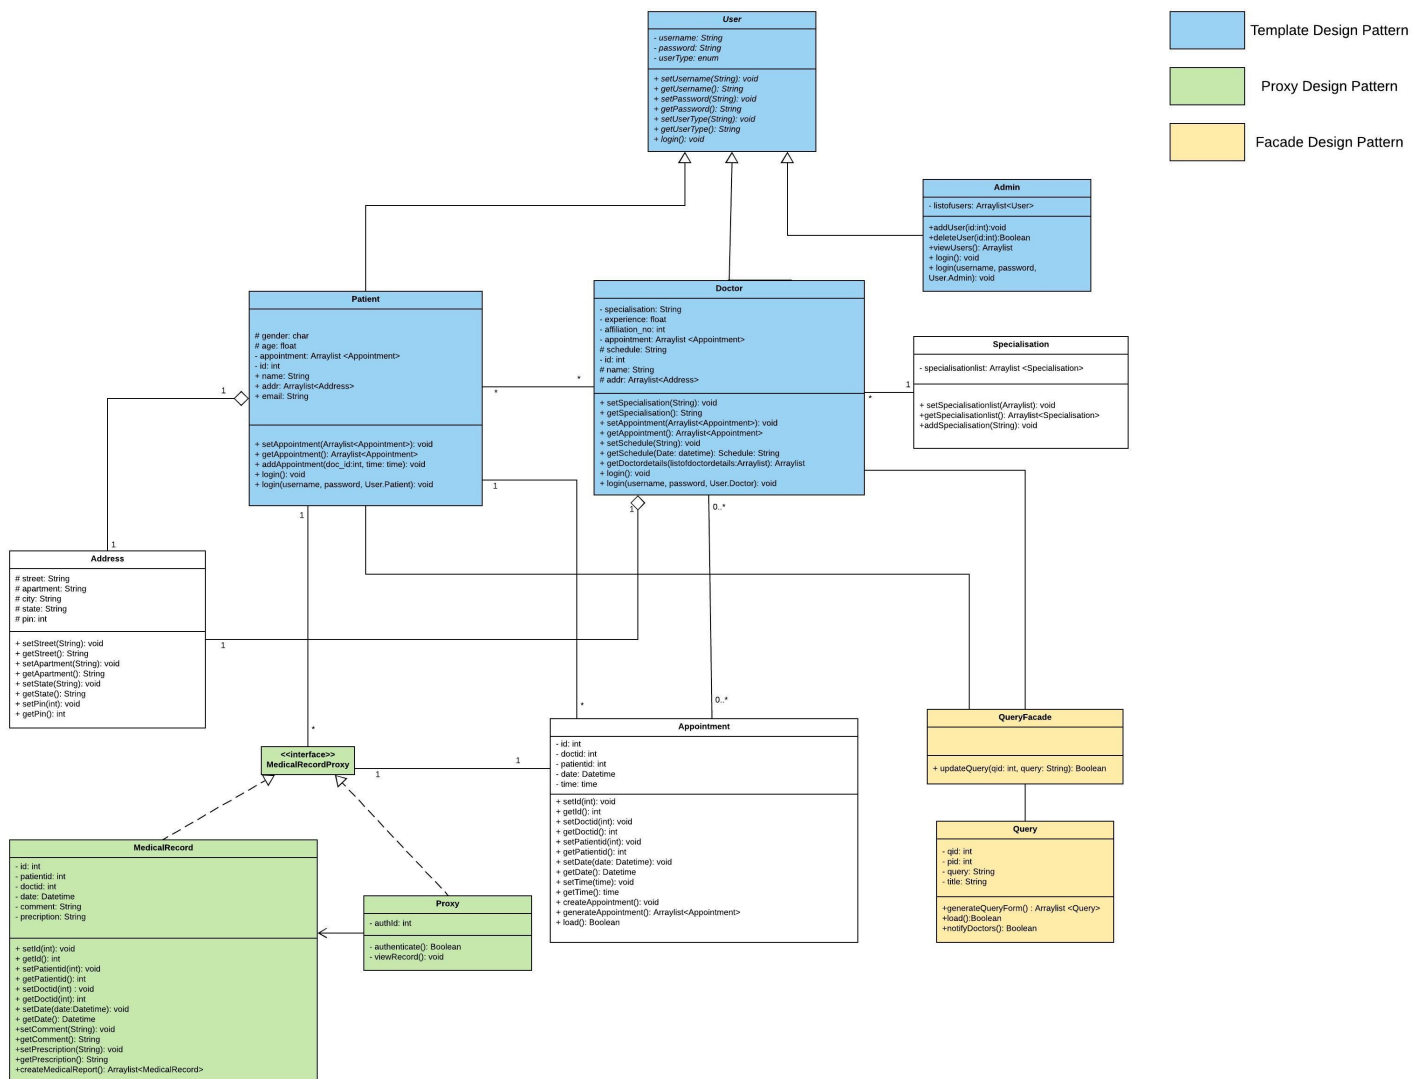 User
- username: String
- password: String
- userType: enum
+ setUsername(String): void
+ getUsername(): String
+ setPassword(String): void
+ getPassword(): String
+ setUserType(String): void
+ getUserType(): String
+ login(): void
Template Design Pattern
Proxy Design Pattern
Facade Design Pattern
Admin
- listofusers: Arraylist<User>
+addUser(id:int):void
+deleteUser(id:int):Boolean
+viewUsers(): Arraylist
+ login(): void
+ login(username, password,
User.Admin): void
Patient
# gender: char
# age: float
- appointment: Arraylist <Appointment>
- id: int
+ name: String
+ addr: Arraylist<Address>
+ email: String
+ setAppointment(Arraylist<Appointment>): void
+ getAppointment(): Arraylist<Appointment>
+ addAppointment(doc_id:int, time: time): void
+ login(): void
+ login(username, password, User.Patient): void
Doctor
- specialisation: String
- experience: float
- affiliation_no: int
- appointment: Arraylist <Appointment>
# schedule: String
- id: int
# name: String
# addr: Arraylist<Address>
+ setSpecialisation(String): void
+ getSpecialisation(): String
+ setAppointment(Arraylist<Appointment>): void
+ getAppointment(): Arraylist<Appointment>
+ setSchedule(String): void
+ getSchedule(Date: datetime): Schedule: String
+ getDoctordetails(listofdoctordetails:Arraylist): Arraylist
+ login(): void
+ login(username, password, User.Doctor): void
Specialisation
- specialisationlist: Arraylist <Specialisation>
+ setSpecialisationlist(Arraylist): void
+getSpecialisationlist(): Arraylist<Specialisation>
+addSpecialisation(String): void
*
*
1
*
1
1
1
1
1
1
0..*
0..*
*
*
1
1
Address
# street: String
# apartment: String
# city: String
# state: String
# pin: int
+ setStreet(String): void
+ getStreet(): String
+ setApartment(String): void
+ getApartment(): String
+ setState(String): void
+ getState(): String
+ setPin(int): void
+ getPin(): int
<<interface>>
MedicalRecordProxy
Appointment
- id: int
- doctid: int
- patientid: int
- date: Datetime
- time: time
+ setId(int): void
+ getId(): int
+ setDoctid(int): void
+ getDoctid(): int
+ setPatientid(int): void
+ getPatientid(): int
+ setDate(date: Datetime): void
+ getDate(): Datetime
+ setTime(time): void
+ getTime(): time
+ createAppointment(): void
+ generateAppointment(): Arraylist<Appointment>
+ load(): Boolean
QueryFacade
+ updateQuery(qid: int, query: String): Boolean
Query
- qid: int
- pid: int
- query: String
- title: String
+generateQueryForm() : Arraylist <Query>
+load():Boolean
+notifyDoctors(): Boolean
MedicalRecord
- id: int
- patientid: int
- doctid: int
- date: Datetime
- comment: String
- precription: String
+ setId(int): void
+ getId(): int
+ setPatientid(int): void
+ getPatientid(): int
+ setDoctid(int) : void
+ getDoctid(int): int
+ setDate(date:Datetime): void
+ getDate(): Datetime
+setComment(String): void
+getComment(): String
+setPrescription(String): void
+getPrescription(): String
+createMedicalReport(): Arraylist<MedicalRecord>
Proxy
- authId: int
- authenticate(): Boolean
- viewRecord(): void